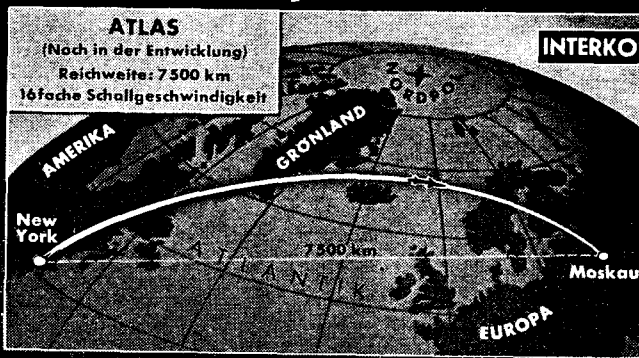 ATLAS
(Noch in der Entwicklung)
Reichweite: 7500 km
16fache Schallgeschwindigkeit
INTERKO
NORDPOL
GRÖNLAND
AMERIKA
New
York
7500 km
ATLANTIK
Moskau
EUROPA